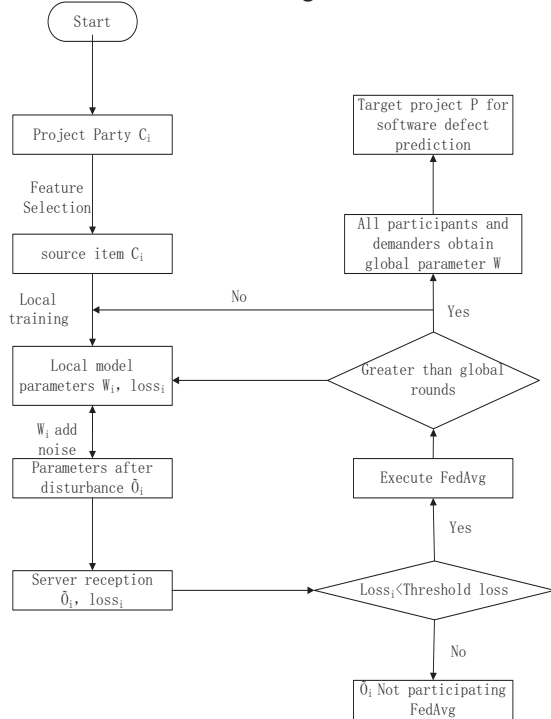 Start
Project Party Cᵢ
Feature
Selection
source item Cᵢ
Local
training
Local model
parameters Wᵢ, lossᵢ
Wᵢ add
noise
Parameters after
disturbance Õᵢ
Server reception
Õᵢ, lossᵢ
Target project P for
software defect
prediction
All participants and
demanders obtain
global parameter W
No
Yes
Greater than global
rounds
Execute FedAvg
Yes
Lossᵢ<Threshold loss
No
Õᵢ Not participating
FedAvg